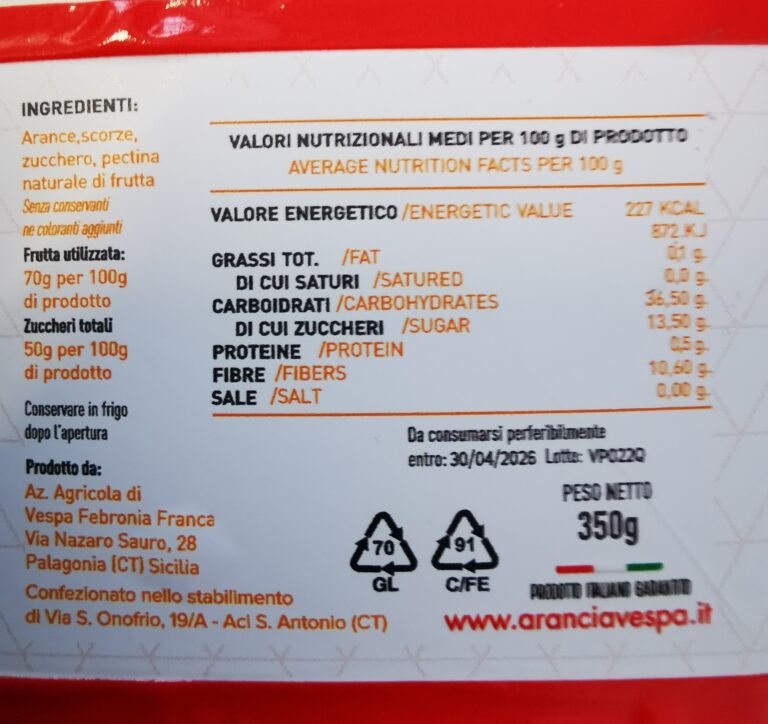 INGREDIENTI:
Arance,scorze,
zucchero, pectina
naturale di frutta
Senza conservanti
ne coloranti aggiunti
Frutta utilizzata:
70g per 100g
di prodotto
Zuccheri totali
50g per 100g
di prodotto
Conservare in frigo
dopo l'apertura
Prodotto da:
Az. Agricola di
Vespa Febronia Franca
Via Nazaro Sauro, 28
Palagonia (CT) Sicilia
Confezionato nello stabilimento
di Via S. Onofrio, 19/A - Aci S. Antonio (CT)
VALORI NUTRIZIONALI MEDI PER 100 g DI PRODOTTO
AVERAGE NUTRITION FACTS PER 100 g
VALORE ENERGETICO /ENERGETIC VALUE 227 KCAL
872 KJ
GRASSI TOT. /FAT 0,1 g.
DI CUI SATURI /SATURED 0,0 g.
CARBOIDRATI /CARBOHYDRATES 36,50 g.
DI CUI ZUCCHERI /SUGAR 13,50 g.
PROTEINE /PROTEIN 0,5 g.
FIBRE /FIBERS 10,60 g.
SALE /SALT 0,00 g.
Da consumarsi perferibilmente
entro: 30/04/2026 Lotto: VP022Q
PESO NETTO
350g
70
GL
91
C/FE
PRODOTTO ITALIANO GARANTITO
www.aranciavespa.it